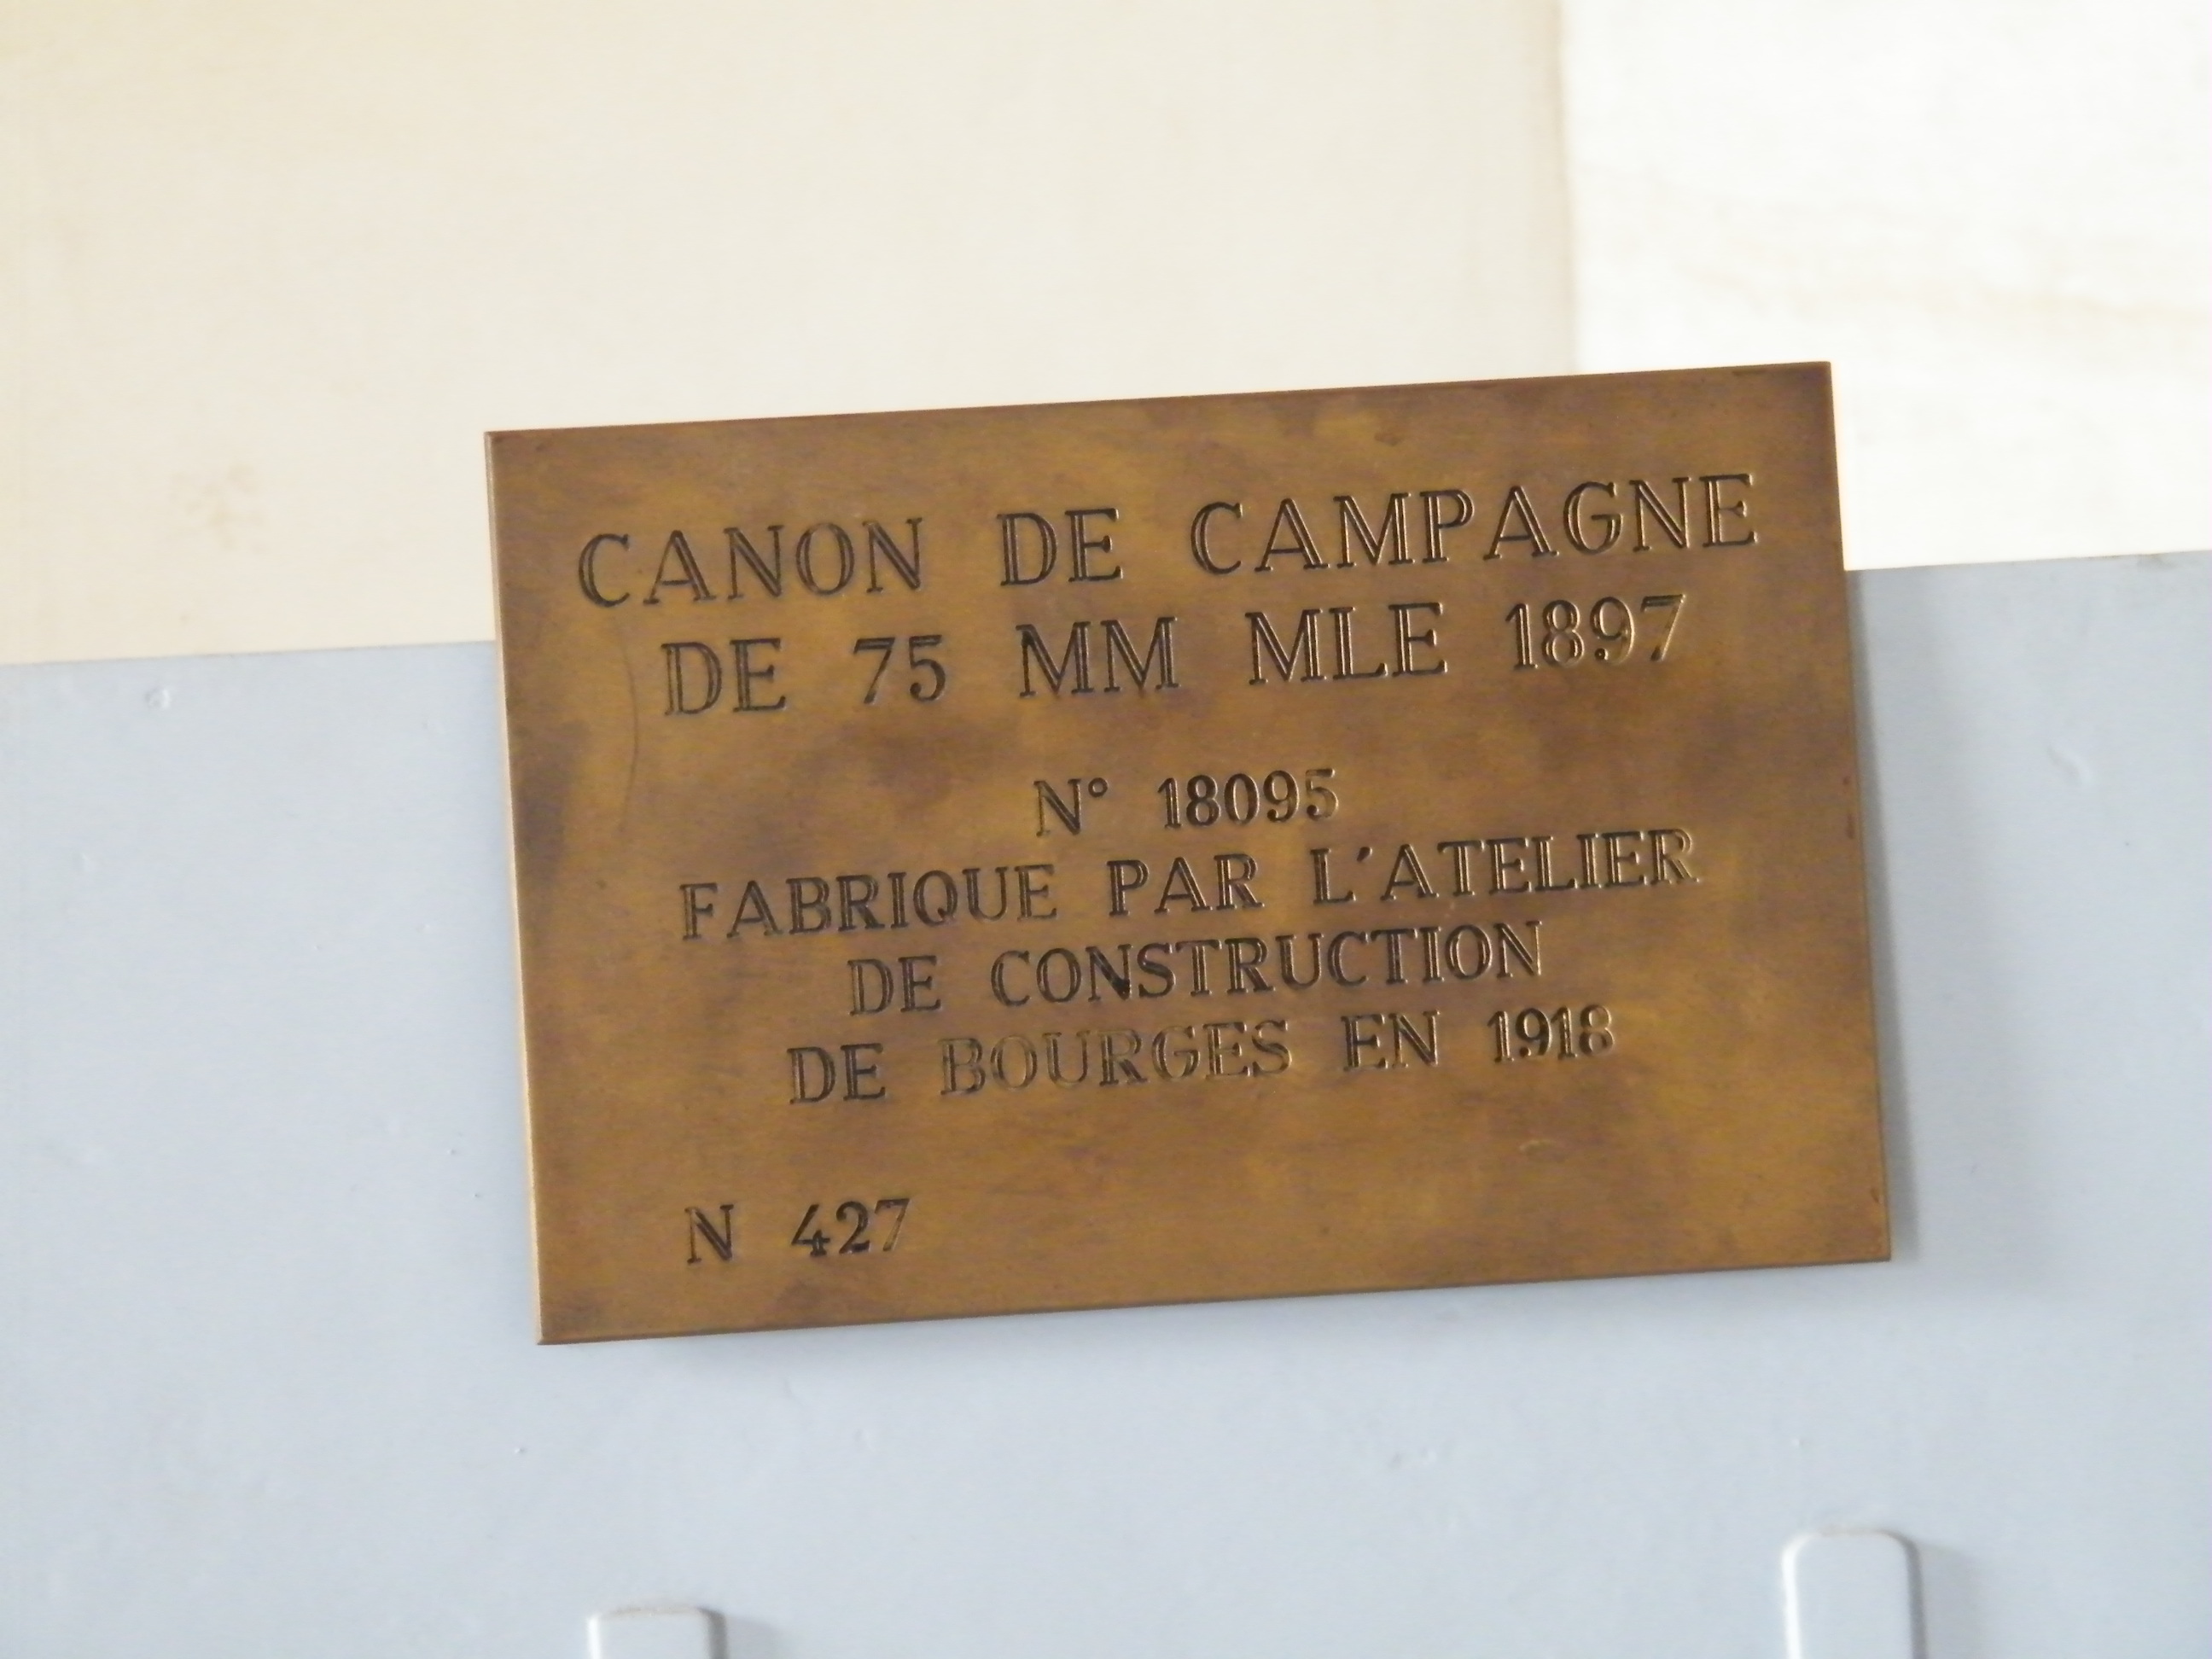 CANON DE CAMPAGNE
DE 75 MM MLE 1897
N° 18095
FABRIQUE PAR L'ATELIER
DE CONSTRUCTION
DE BOURGES EN 1918
N 427